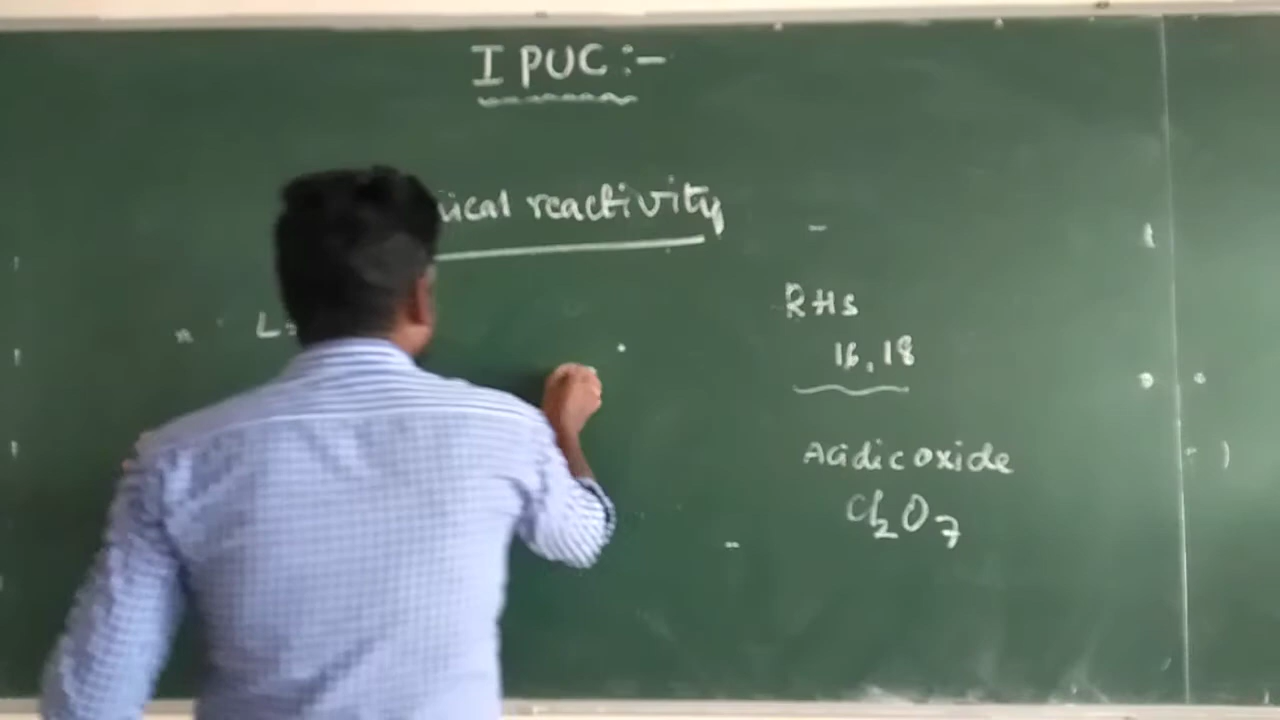 I PUC :-
ical reactivity
RHS
16, 18
Acidic oxide
Cl₂O₇